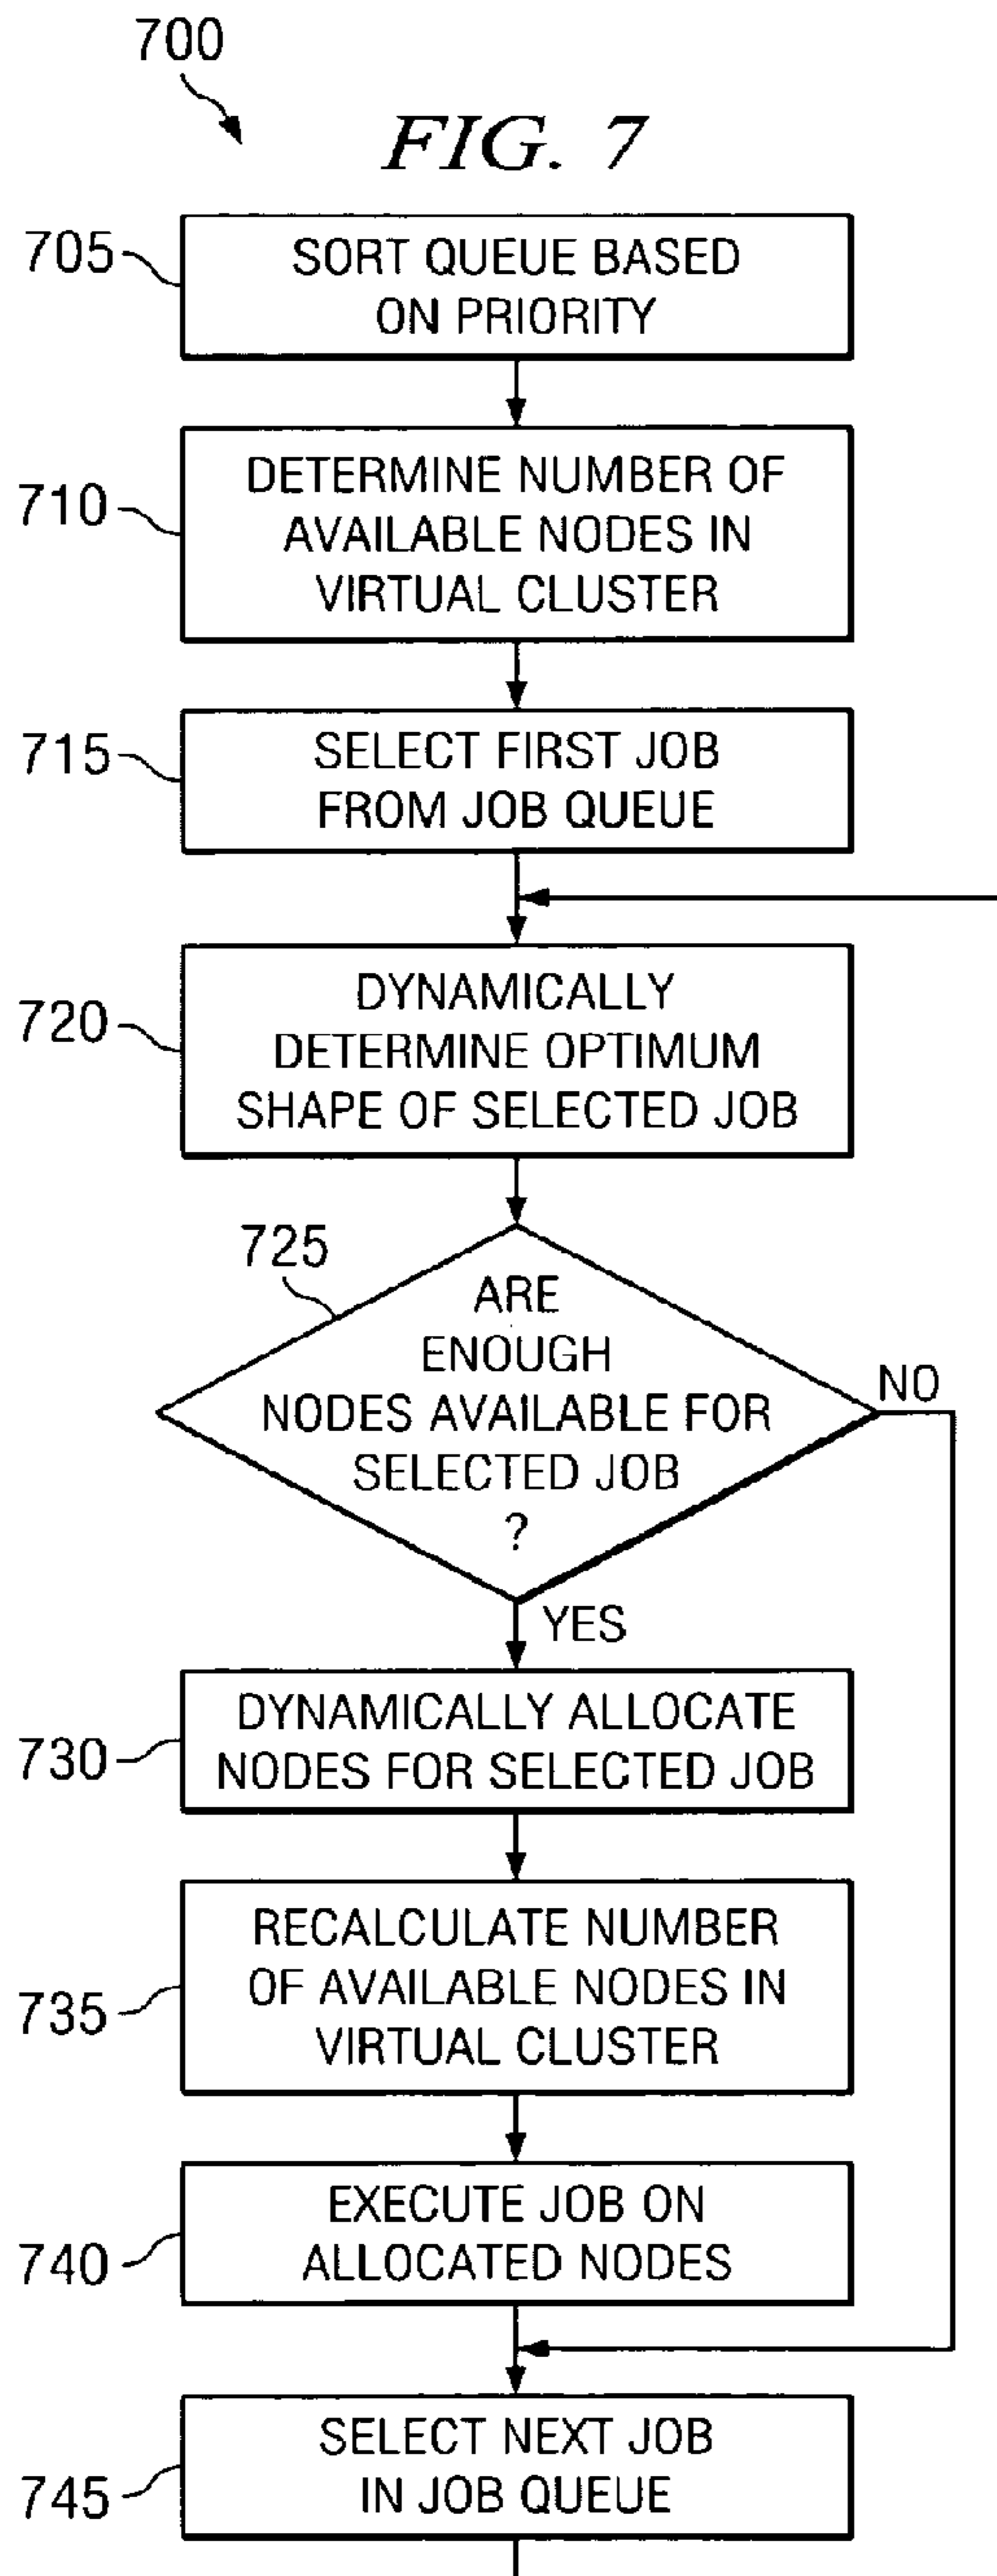 700
FIG. 7
705
SORT QUEUE BASED
ON PRIORITY
710
DETERMINE NUMBER OF
AVAILABLE NODES IN
VIRTUAL CLUSTER
715
SELECT FIRST JOB
FROM JOB QUEUE
720
DYNAMICALLY
DETERMINE OPTIMUM
SHAPE OF SELECTED JOB
725
ARE
ENOUGH
NODES AVAILABLE FOR
SELECTED JOB
?
NO
YES
730
DYNAMICALLY ALLOCATE
NODES FOR SELECTED JOB
735
RECALCULATE NUMBER
OF AVAILABLE NODES IN
VIRTUAL CLUSTER
740
EXECUTE JOB ON
ALLOCATED NODES
745
SELECT NEXT JOB
IN JOB QUEUE